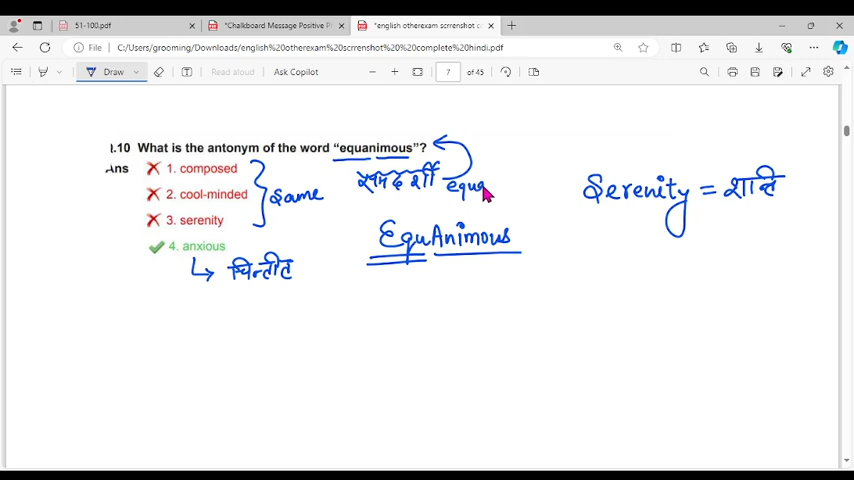 51-100.pdf
*Chalkboard Message Positive P
*english otherexam scrrenshot c
File
C:/Users/grooming/Downloads/english%20otherexam%20scrrenshot%20%20complete%20hindi.pdf
Draw
Read aloud
Ask Copilot
7 of 45
.10 What is the antonym of the word “equanimous”?
Ans
1. composed
2. cool-minded
3. serenity
4. anxious
Same
समदर्शी
equa
EquAnimous
Serenity = शान्ति
चिन्तीत